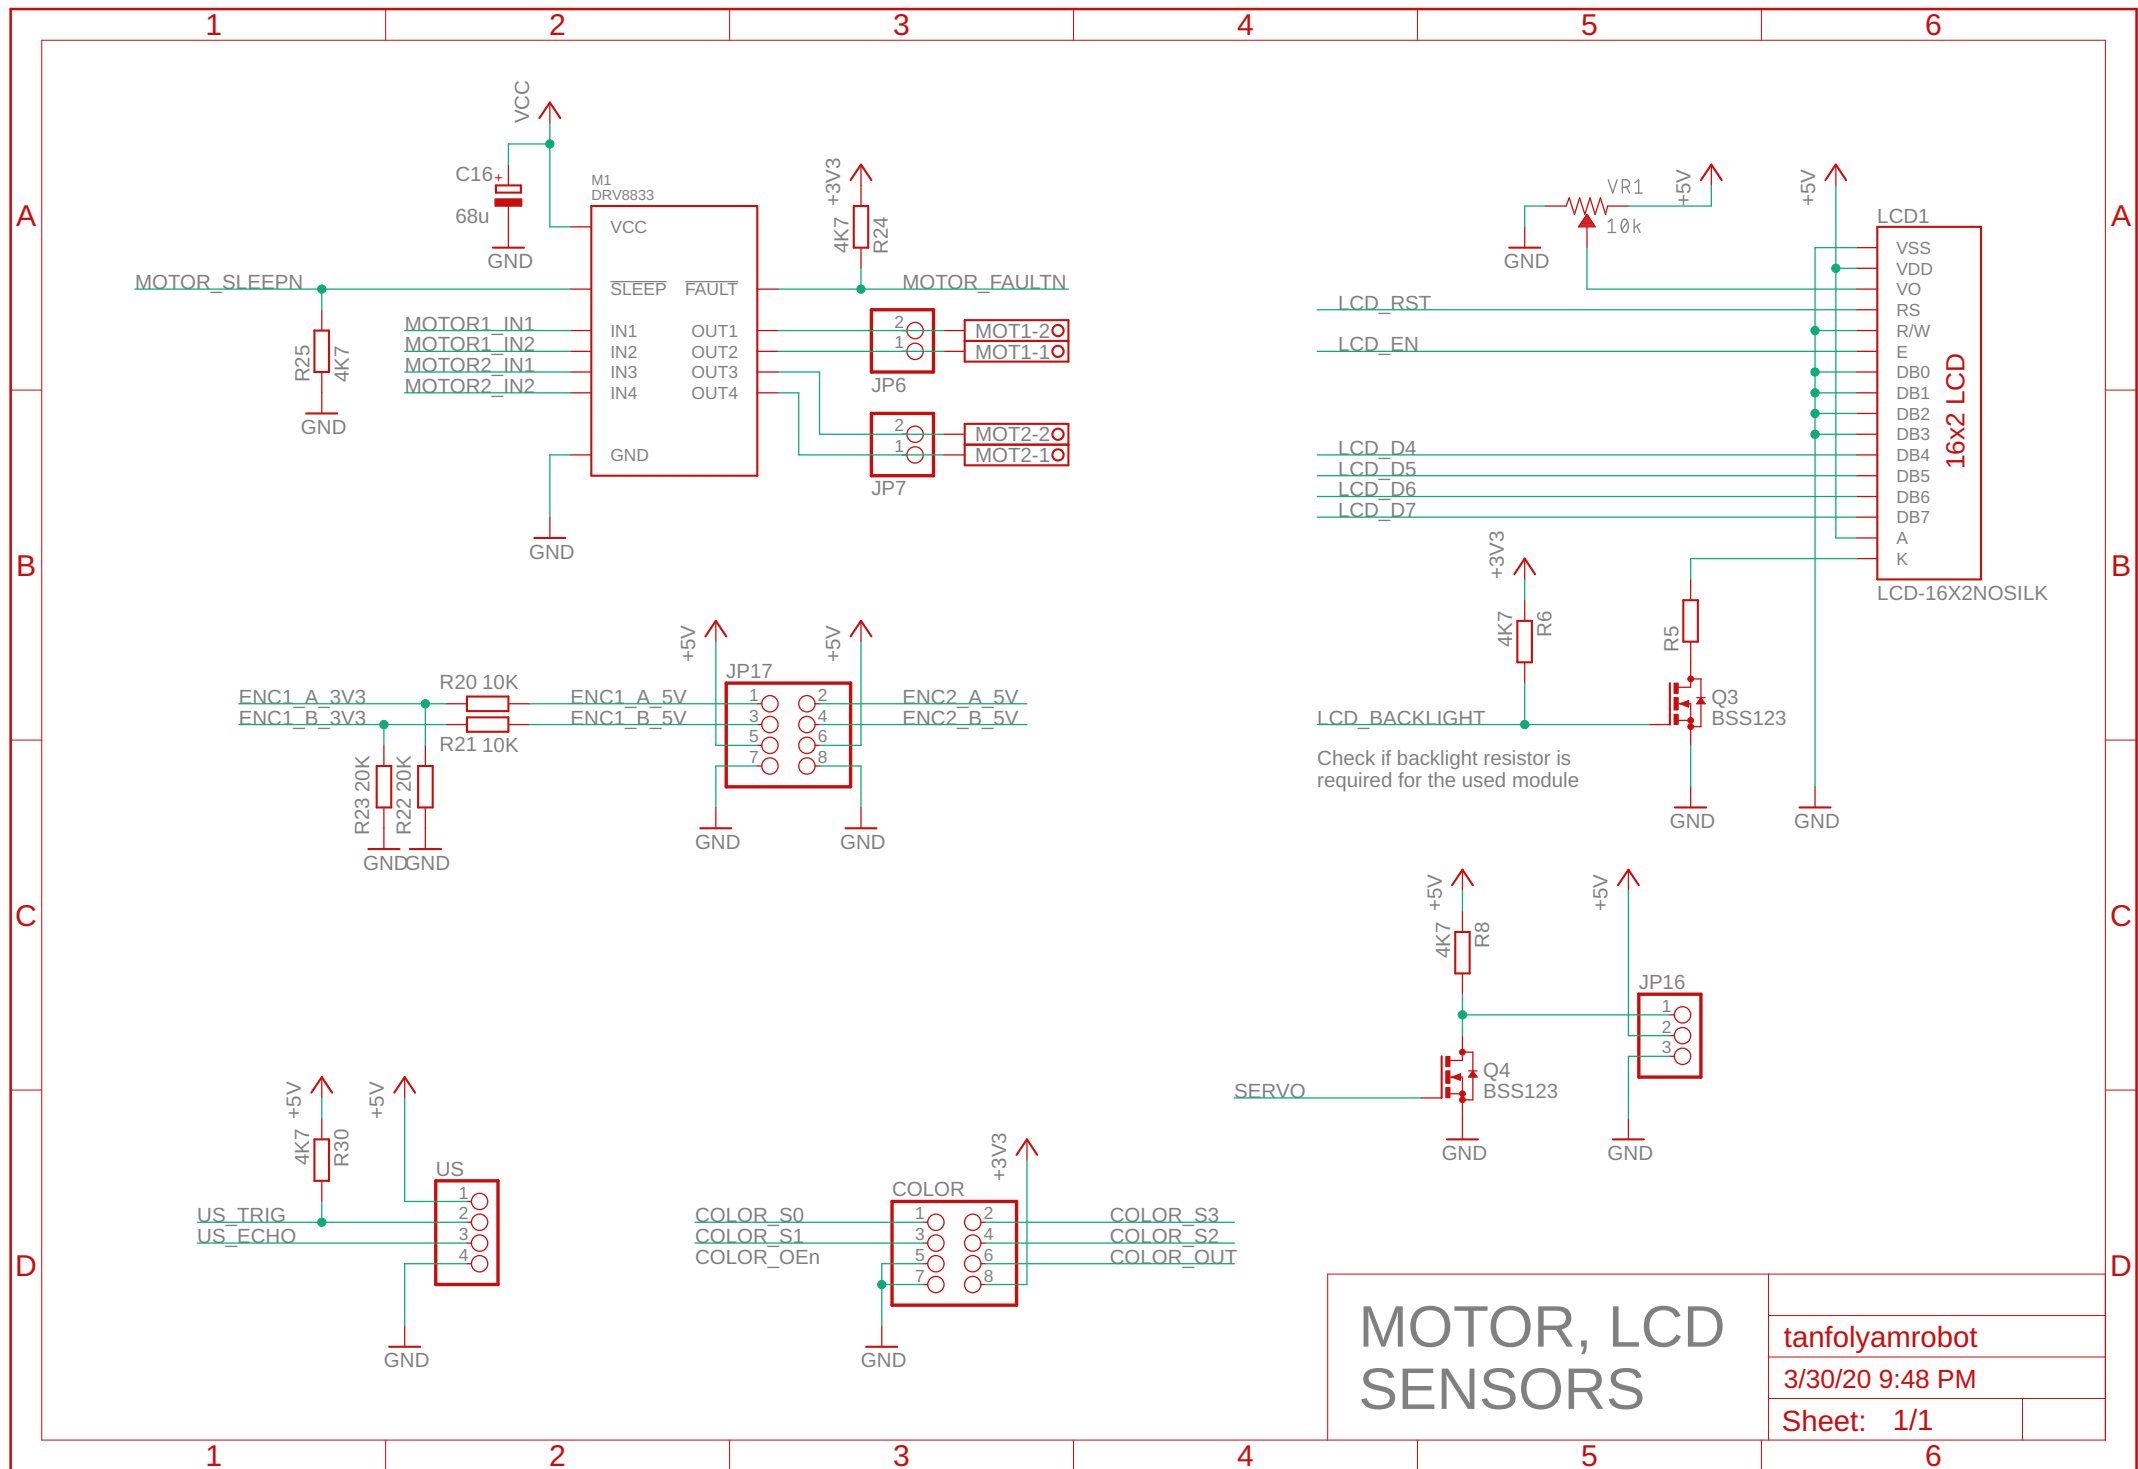 1 2 3 4 5 6
A
A
B
B
C
C
D
D
VCC
C16
+
68u
GND
M1
DRV8833
VCC
SLEEP
FAULT
IN1
OUT1
IN2
OUT2
IN3
OUT3
IN4
OUT4
GND
GND
MOTOR_SLEEPN
R25
4K7
GND
MOTOR1_IN1
MOTOR1_IN2
MOTOR2_IN1
MOTOR2_IN2
+3V3
4K7
R24
MOTOR_FAULTN
2
1
JP6
MOT1-2
MOT1-1
2
1
JP7
MOT2-2
MOT2-1
VR1
10k
+5V
GND
+5V
LCD1
VSS
VDD
VO
RS
R/W
E
DB0
DB1
DB2
DB3
DB4
DB5
DB6
DB7
A
K
16x2 LCD
LCD-16X2NOSILK
LCD_RST
LCD_EN
LCD_D4
LCD_D5
LCD_D6
LCD_D7
+3V3
4K7
R6
R5
LCD_BACKLIGHT
Q3
BSS123
Check if backlight resistor is
required for the used module
GND
GND
ENC1_A_3V3
ENC1_B_3V3
R20 10K
R21 10K
R23 20K
R22 20K
GND
GND
ENC1_A_5V
ENC1_B_5V
+5V
+5V
JP17
1 2
3 4
5 6
7 8
ENC2_A_5V
ENC2_B_5V
GND
GND
+5V
4K7
R8
+5V
JP16
1
2
3
SERVO
Q4
BSS123
GND
GND
+5V
4K7
R30
+5V
US
1
2
3
4
US_TRIG
US_ECHO
GND
+3V3
COLOR
1 2
3 4
5 6
7 8
COLOR_S0
COLOR_S1
COLOR_OEn
COLOR_S3
COLOR_S2
COLOR_OUT
GND
MOTOR, LCD
SENSORS
tanfolyamrobot
3/30/20 9:48 PM
Sheet: 1/1
1 2 3 4 5 6